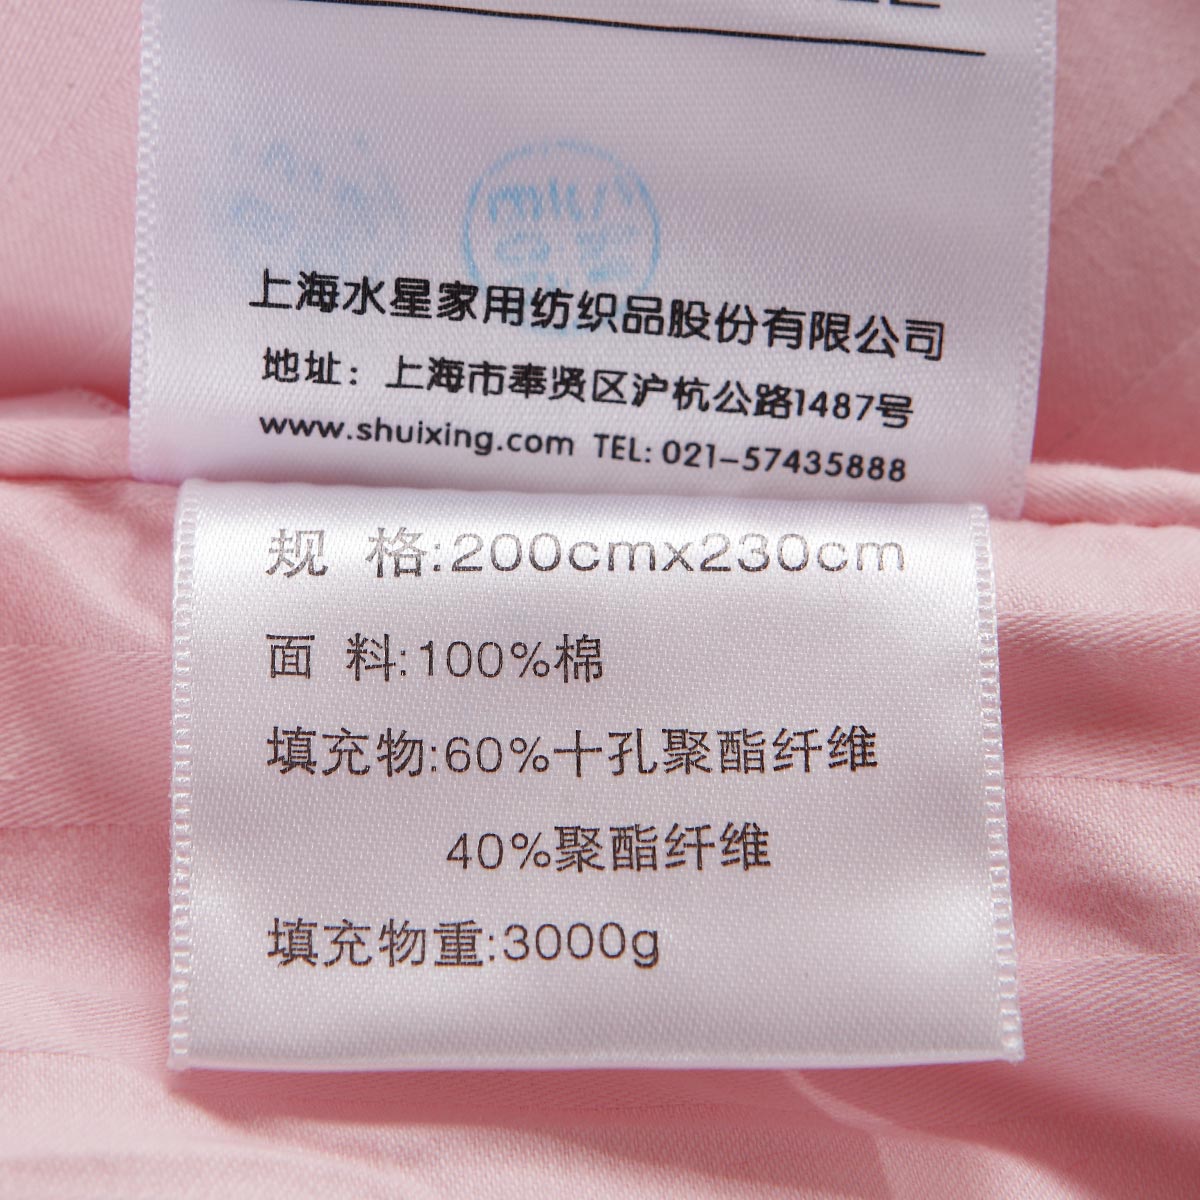 上海水星家用纺织品股份有限公司
地址：上海市奉贤区沪杭公路1487号
www.shuixing.com TEL: 021-57435888
规 格:200cmx230cm
面 料:100%棉
填充物:60%十孔聚酯纤维
40%聚酯纤维
填充物重:3000g